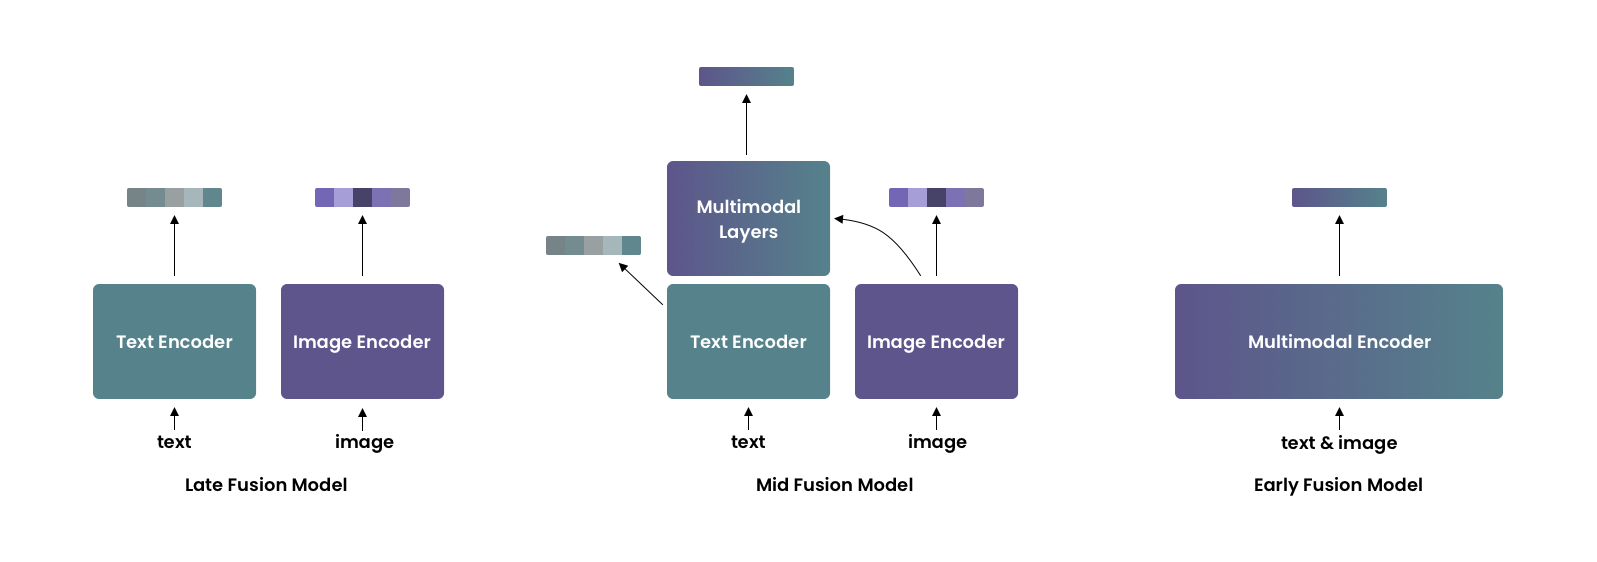 Text Encoder
Image Encoder
text
image
Late Fusion Model
Multimodal
Layers
Text Encoder
Image Encoder
text
image
Mid Fusion Model
Multimodal Encoder
text & image
Early Fusion Model